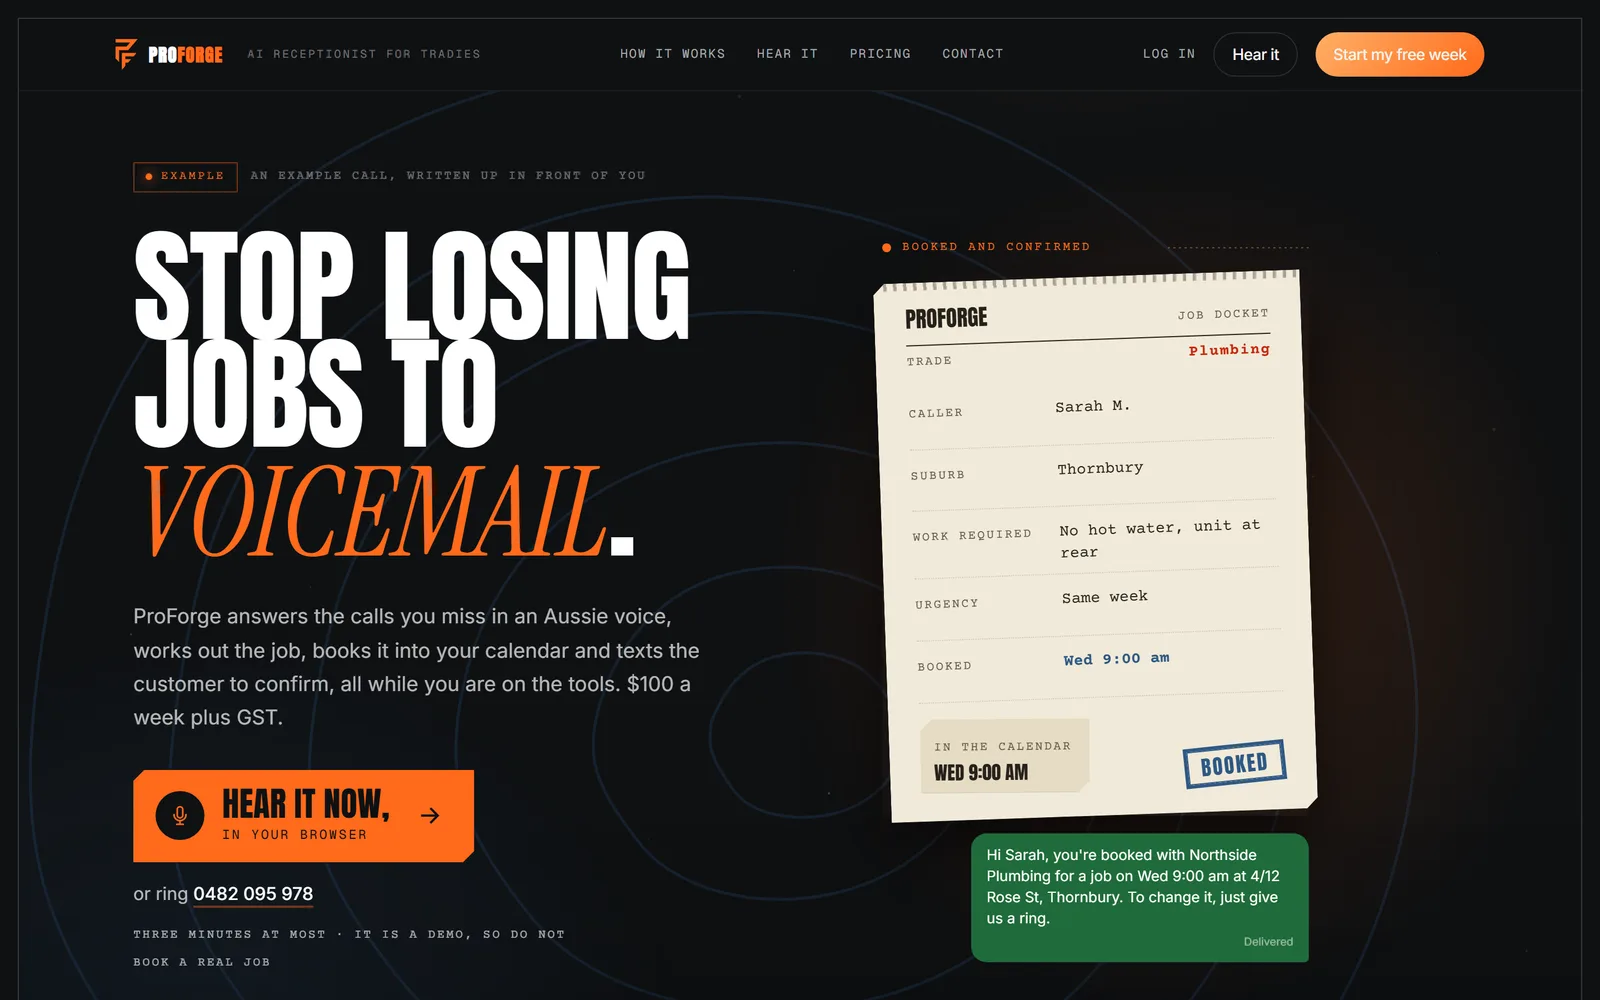 PROFORGE
AI RECEPTIONIST FOR TRADIES
HOW IT WORKS
HEAR IT
PRICING
CONTACT
LOG IN
Hear it
Start my free week
EXAMPLE
AN EXAMPLE CALL, WRITTEN UP IN FRONT OF YOU
STOP LOSING
JOBS TO
VOICEMAIL.
ProForge answers the calls you miss in an Aussie voice,
works out the job, books it into your calendar and texts the
customer to confirm, all while you are on the tools. $100 a
week plus GST.
HEAR IT NOW,
IN YOUR BROWSER
or ring 0482 095 978
THREE MINUTES AT MOST · IT IS A DEMO, SO DO NOT
BOOK A REAL JOB
BOOKED AND CONFIRMED
PROFORGE
JOB DOCKET
TRADE
Plumbing
CALLER
Sarah M.
SUBURB
Thornbury
WORK REQUIRED
No hot water, unit at
rear
URGENCY
Same week
BOOKED
Wed 9:00 am
IN THE CALENDAR
WED 9:00 AM
BOOKED
Hi Sarah, you're booked with Northside
Plumbing for a job on Wed 9:00 am at 4/12
Rose St, Thornbury. To change it, just give
us a ring.
Delivered